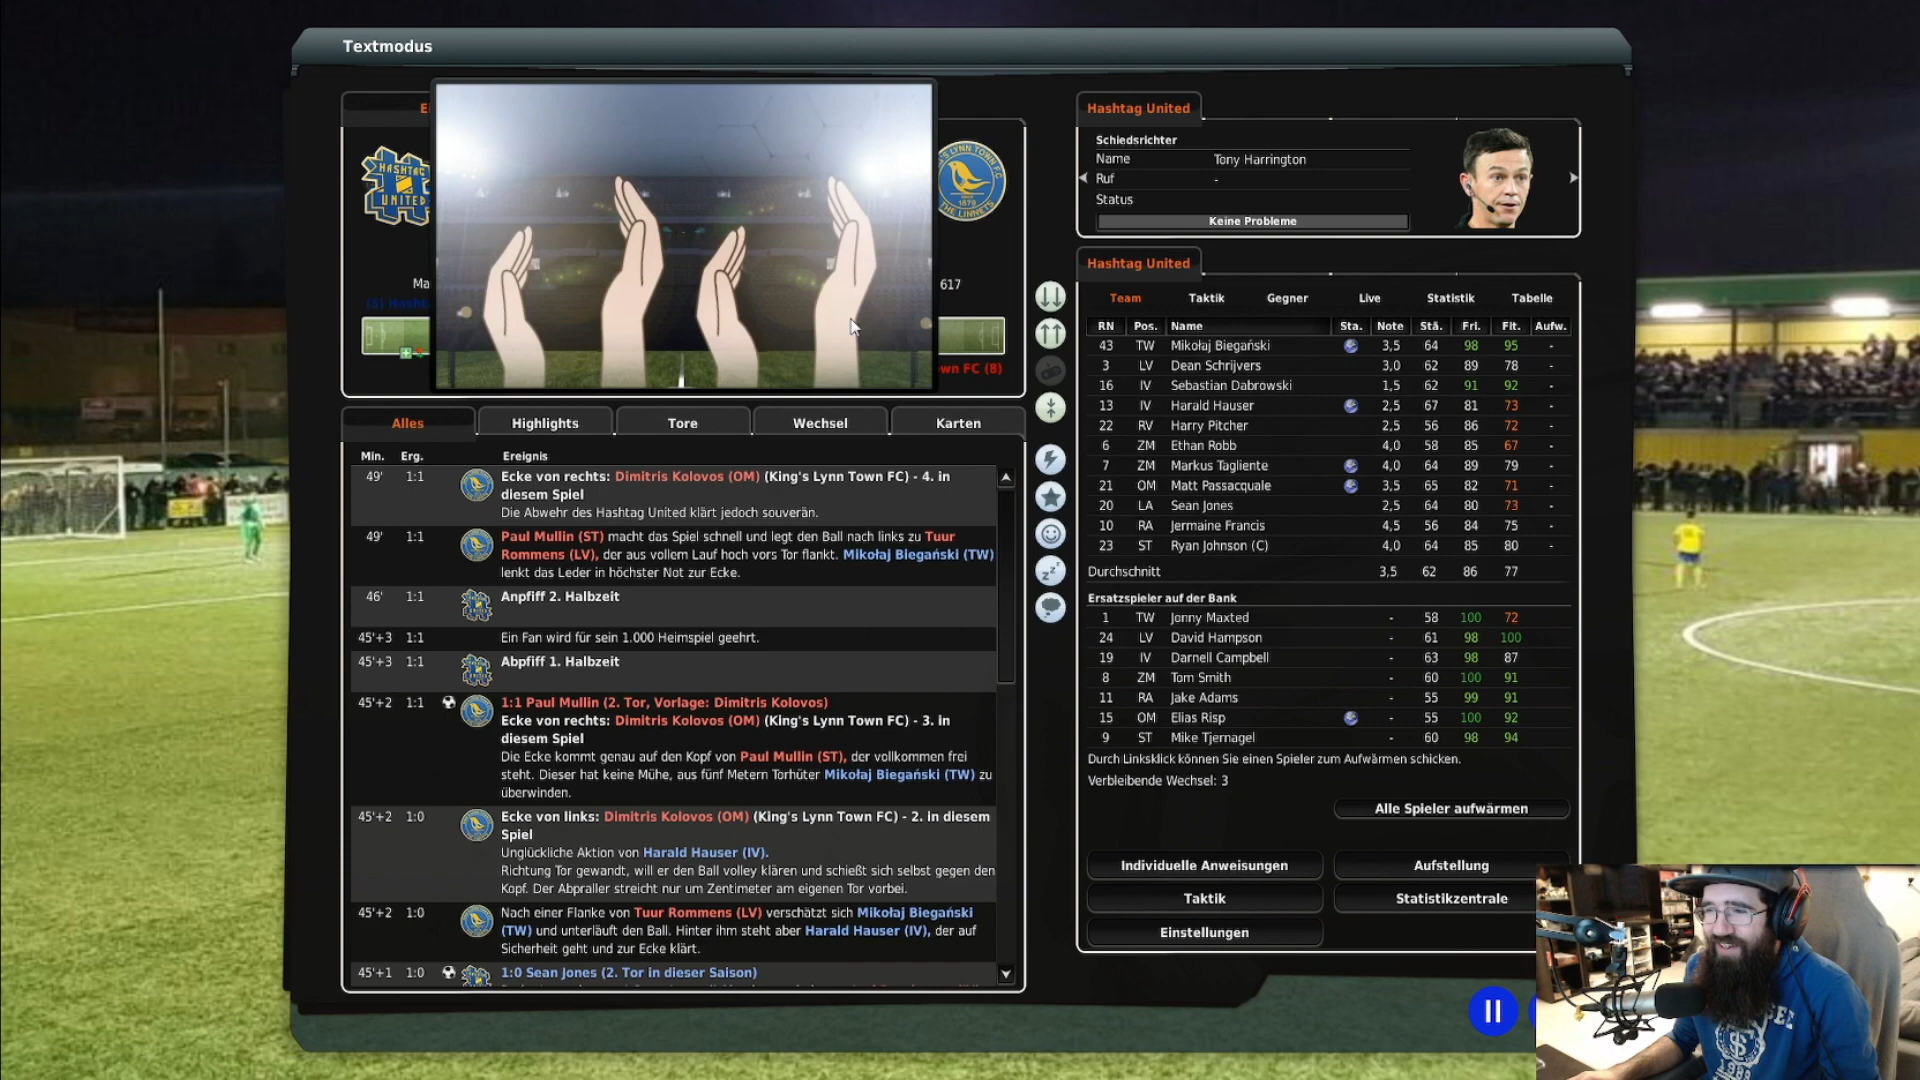 Textmodus
Ma
617
own FC (8)
Alles
Highlights
Tore
Wechsel
Karten
Min. Erg. Ereignis
49' 1:1 Ecke von rechts: Dimitris Kolovos (OM) (King's Lynn Town FC) - 4. in
diesem Spiel
Die Abwehr des Hashtag United klärt jedoch souverän.
49' 1:1 Paul Mullin (ST) macht das Spiel schnell und legt den Ball nach links zu Tuur
Rommens (LV), der aus vollem Lauf hoch vors Tor flankt. Mikołaj Biegański (TW)
lenkt das Leder in höchster Not zur Ecke.
46' 1:1 Anpfiff 2. Halbzeit
45'+3 1:1 Ein Fan wird für sein 1.000 Heimspiel geehrt.
45'+3 1:1 Abpfiff 1. Halbzeit
45'+2 1:1 1:1 Paul Mullin (2. Tor, Vorlage: Dimitris Kolovos)
Ecke von rechts: Dimitris Kolovos (OM) (King's Lynn Town FC) - 3. in
diesem Spiel
Die Ecke kommt genau auf den Kopf von Paul Mullin (ST), der vollkommen frei
steht. Dieser hat keine Mühe, aus fünf Metern Torhüter Mikołaj Biegański (TW) zu
überwinden.
45'+2 1:0 Ecke von links: Dimitris Kolovos (OM) (King's Lynn Town FC) - 2. in diesem
Spiel
Unglückliche Aktion von Harald Hauser (IV).
Richtung Tor gewandt, will er den Ball volley klären und schießt sich selbst gegen den
Kopf. Der Abpraller streicht nur um Zentimeter am eigenen Tor vorbei.
45'+2 1:0 Nach einer Flanke von Tuur Rommens (LV) verschätzt sich Mikołaj Biegański
(TW) und unterläuft den Ball. Hinter ihm steht aber Harald Hauser (IV), der auf
Sicherheit geht und zur Ecke klärt.
45'+1 1:0 1:0 Sean Jones (2. Tor in dieser Saison)
Hashtag United
Schiedsrichter
Name Tony Harrington
Ruf -
Status
Keine Probleme
Hashtag United
Team Taktik Gegner Live Statistik Tabelle
RN Pos. Name Sta. Note Stä. Fri. Fit. Aufw.
43 TW Mikołaj Biegański 3,5 64 98 95 -
3 LV Dean Schrijvers 3,0 62 89 78 -
16 IV Sebastian Dabrowski 1,5 62 91 92 -
13 IV Harald Hauser 2,5 67 81 73 -
22 RV Harry Pitcher 2,5 56 86 72 -
6 ZM Ethan Robb 4,0 58 85 67 -
7 ZM Markus Tagliente 4,0 64 89 79 -
21 OM Matt Passacquale 3,5 65 82 71 -
20 LA Sean Jones 2,5 64 80 73 -
10 RA Jermaine Francis 4,5 56 84 75 -
23 ST Ryan Johnson (C) 4,0 64 85 80 -
Durchschnitt 3,5 62 86 77
Ersatzspieler auf der Bank
1 TW Jonny Maxted - 58 100 72
24 LV David Hampson - 61 98 100
19 IV Darnell Campbell - 63 98 87
8 ZM Tom Smith - 60 100 91
11 RA Jake Adams - 55 99 91
15 OM Elias Risp - 55 100 92
9 ST Mike Tjernagel - 60 98 94
Durch Linksklick können Sie einen Spieler zum Aufwärmen schicken.
Verbleibende Wechsel: 3
Alle Spieler aufwärmen
Individuelle Anweisungen
Aufstellung
Taktik
Statistikzentrale
Einstellungen